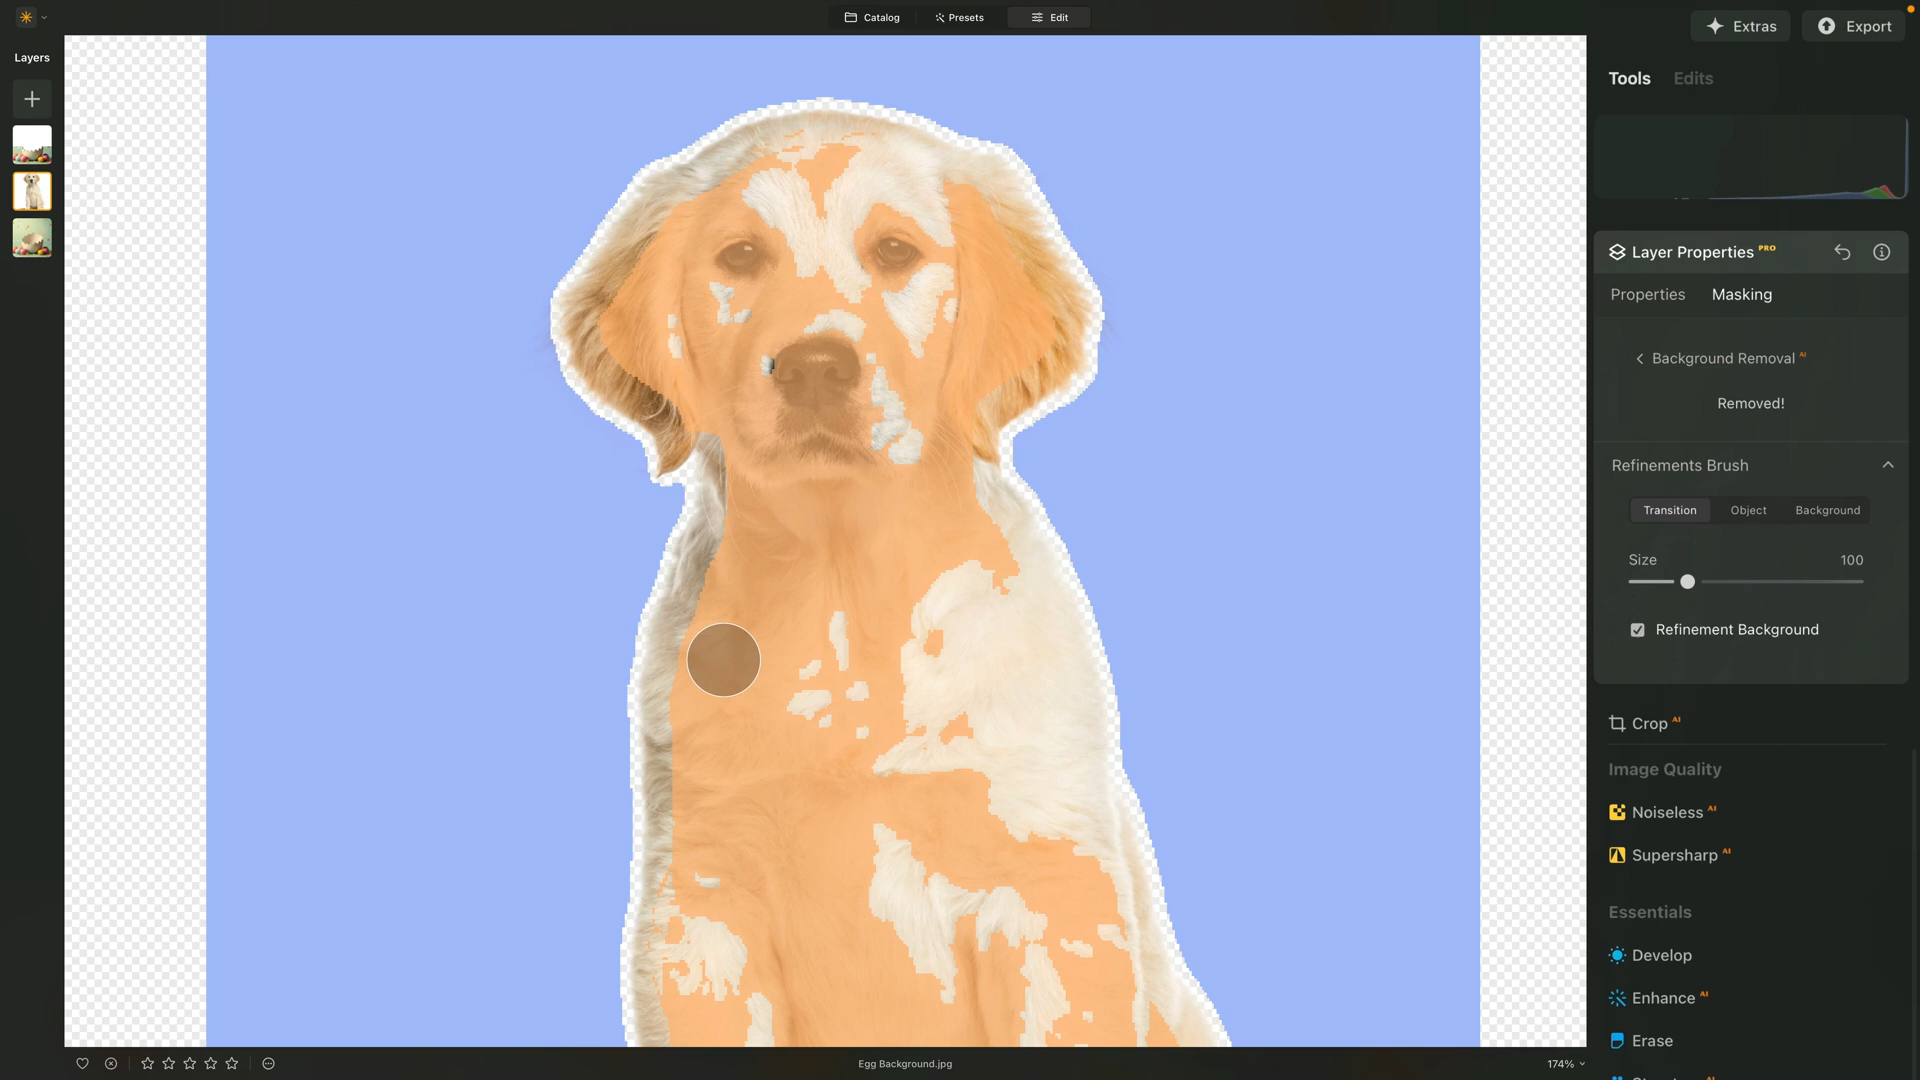 Catalog
Presets
Edit
Extras
Export
Layers
Tools
Edits
Layer Properties PRO
Properties
Masking
Background Removal AI
Removed!
Refinements Brush
Transition
Object
Background
Size
100
Refinement Background
Crop AI
Image Quality
Noiseless AI
Supersharp AI
Essentials
Develop
Enhance AI
Erase
Egg Background.jpg
174%